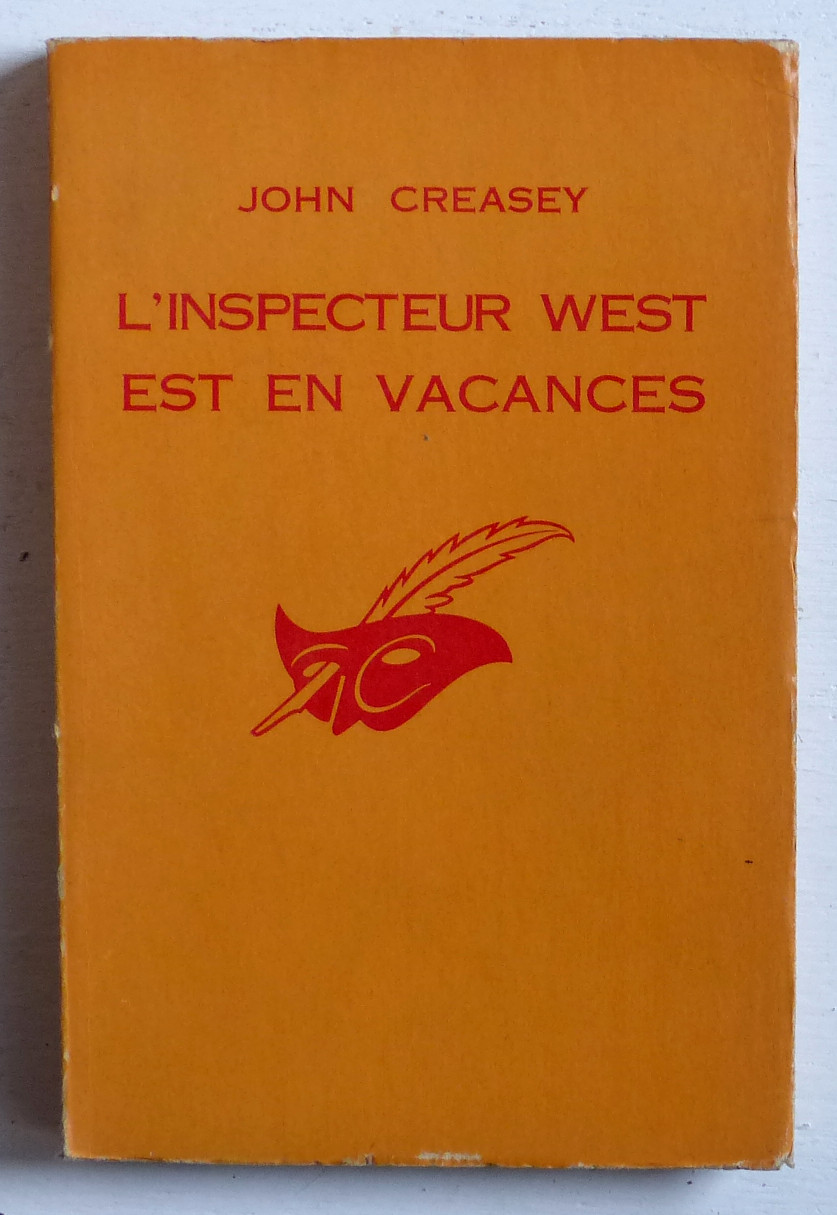 JOHN CREASEY
L'INSPECTEUR WEST
EST EN VACANCES